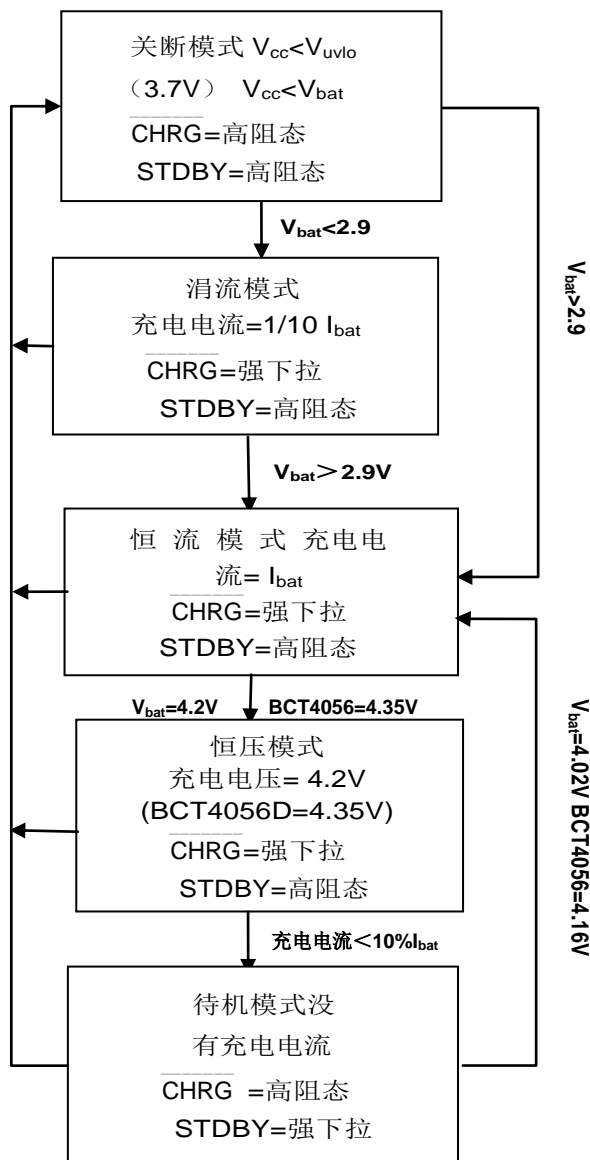 关断模式 Vcc<Vuvlo
（3.7V） Vcc<Vbat
CHRG=高阻态
STDBY=高阻态
Vbat<2.9
Vbat>2.9
涓流模式
充电电流=1/10 Ibat
CHRG=强下拉
STDBY=高阻态
Vbat＞2.9V
恒 流 模 式 充电电
流= Ibat
CHRG=强下拉
STDBY=高阻态
Vbat=4.2V BCT4056=4.35V
恒压模式
充电电压= 4.2V
(BCT4056D=4.35V)
CHRG=强下拉
STDBY=高阻态
Vbat=4.02V BCT4056=4.16V
充电电流＜10%Ibat
待机模式没
有充电电流
CHRG =高阻态
STDBY=强下拉